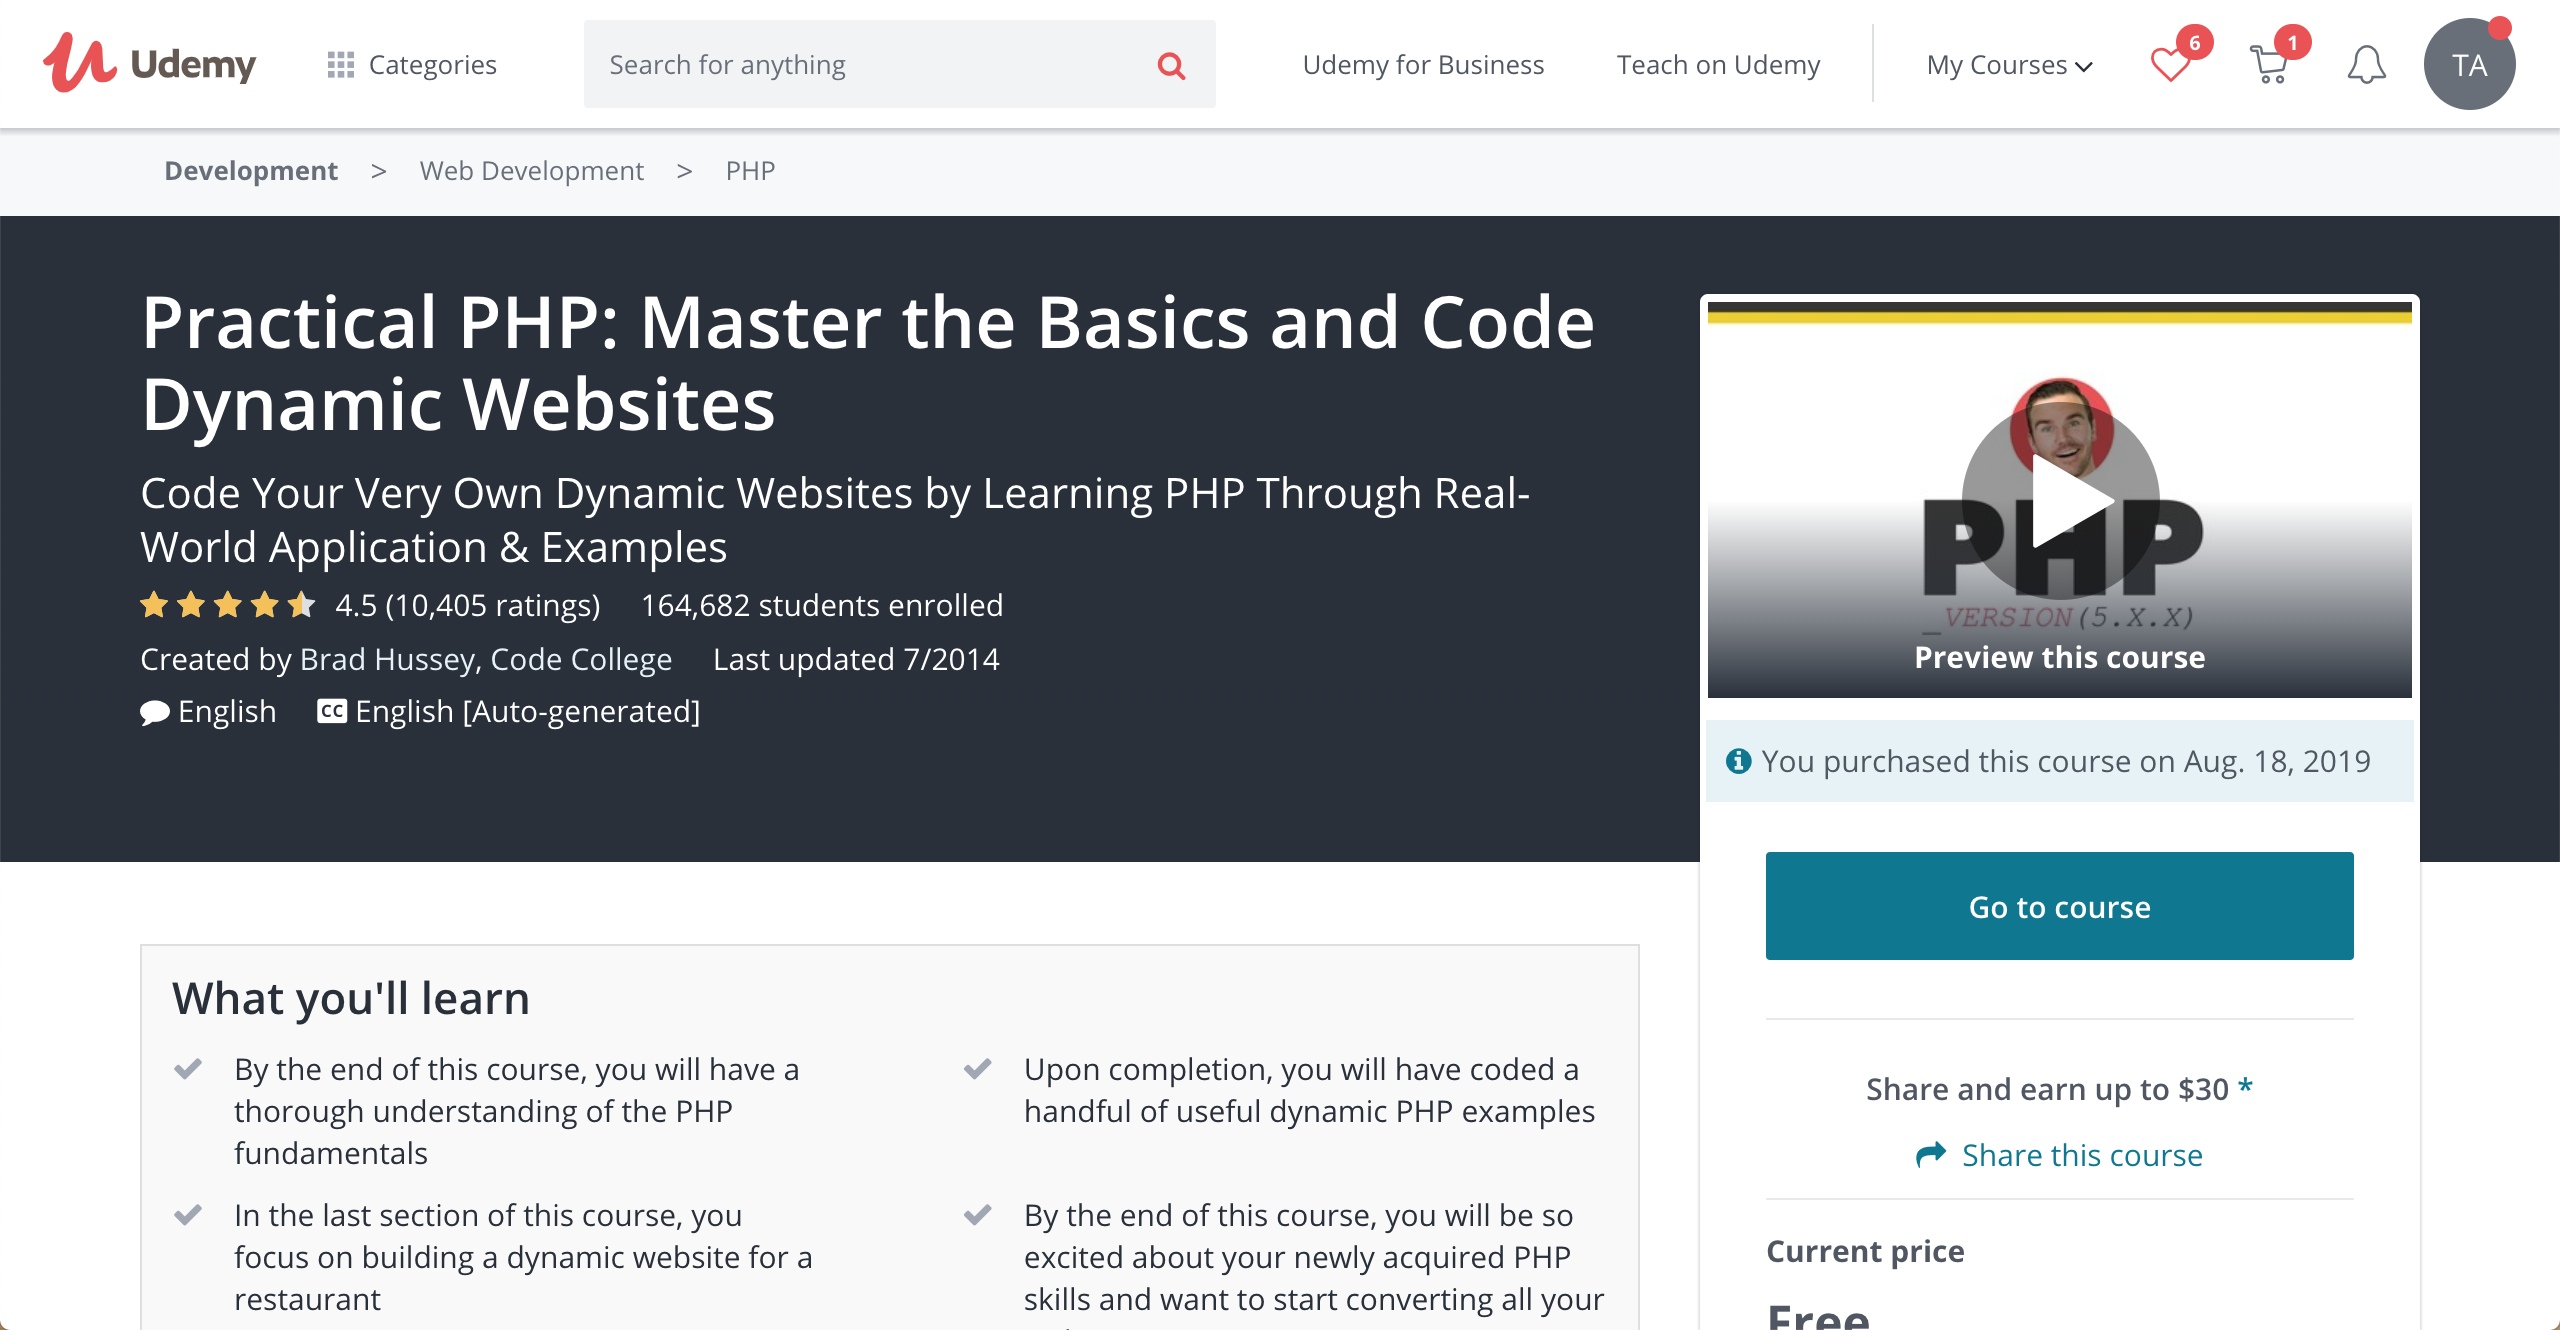 Udemy
Categories
Search for anything
Udemy for Business
Teach on Udemy
My Courses
6
1
TA
Development > Web Development > PHP
Practical PHP: Master the Basics and Code
Dynamic Websites
Code Your Very Own Dynamic Websites by Learning PHP Through Real-
World Application & Examples
4.5 (10,405 ratings) 164,682 students enrolled
Created by Brad Hussey, Code College Last updated 7/2014
English CC English [Auto-generated]
PHP
_VERSION(5.X.X)
Preview this course
You purchased this course on Aug. 18, 2019
Go to course
Share and earn up to $30 *
Share this course
Current price
Free
What you'll learn
By the end of this course, you will have a
thorough understanding of the PHP
fundamentals
Upon completion, you will have coded a
handful of useful dynamic PHP examples
In the last section of this course, you
focus on building a dynamic website for a
restaurant
By the end of this course, you will be so
excited about your newly acquired PHP
skills and want to start converting all your